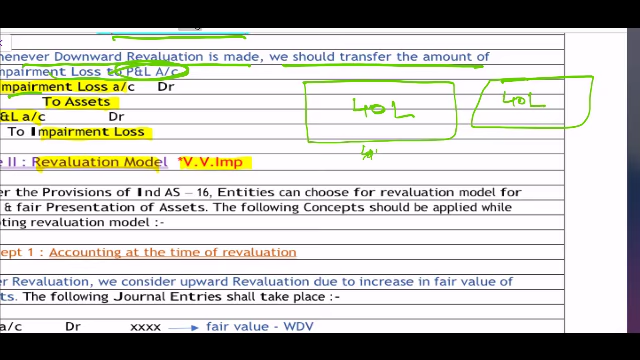 henever Downward Revaluation is made, we should transfer the amount of
mpairment Loss to P&L A/c
mpairment Loss a/c Dr
To Assets
&L a/c Dr
To Impairment Loss
40L
40L
e II : Revaluation Model *V.V.Imp
er the Provisions of Ind AS – 16, Entities can choose for revaluation model for
& fair Presentation of Assets. The following Concepts should be applied while
pting revaluation model :-
ept 1 : Accounting at the time of revaluation
r Revaluation, we consider upward Revaluation due to increase in fair value of
ts. The following Journal Entries shall take place :-
a/c Dr xxxx → fair value - WDV